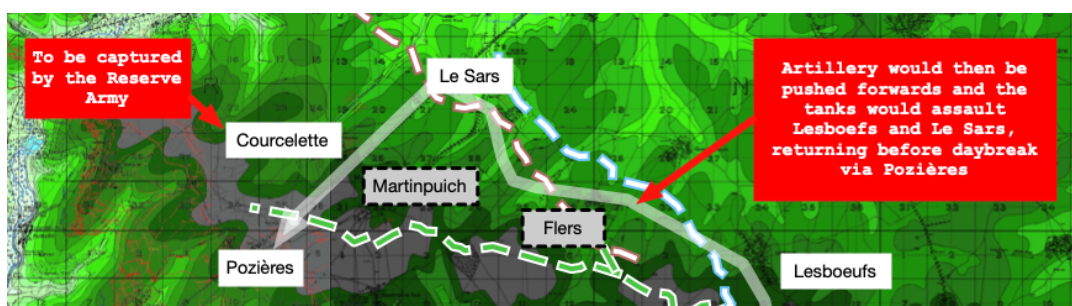 To be captured
by the Reserve
Army
Le Sars
Artillery would then be
pushed forwards and the
tanks would assault
Lesboefs and Le Sars,
returning before daybreak
via Pozières
Courcelette
Martinpuich
Flers
Pozières
Lesboeufs